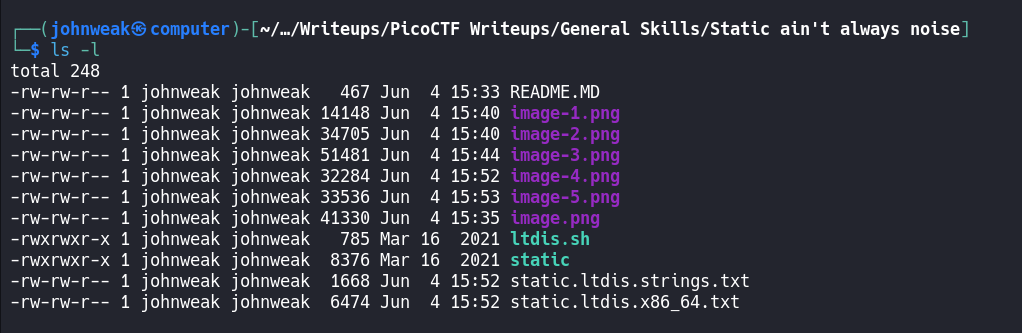 ┌──(johnweak㉿computer)-[~/…/Writeups/PicoCTF Writeups/General Skills/Static ain't always noise]
└─$ ls -l
total 248
-rw-rw-r-- 1 johnweak johnweak   467 Jun  4 15:33 README.MD
-rw-rw-r-- 1 johnweak johnweak 14148 Jun  4 15:40 image-1.png
-rw-rw-r-- 1 johnweak johnweak 34705 Jun  4 15:40 image-2.png
-rw-rw-r-- 1 johnweak johnweak 51481 Jun  4 15:44 image-3.png
-rw-rw-r-- 1 johnweak johnweak 32284 Jun  4 15:52 image-4.png
-rw-rw-r-- 1 johnweak johnweak 33536 Jun  4 15:53 image-5.png
-rw-rw-r-- 1 johnweak johnweak 41330 Jun  4 15:35 image.png
-rwxrwxr-x 1 johnweak johnweak   785 Mar 16  2021 ltdis.sh
-rwxrwxr-x 1 johnweak johnweak  8376 Mar 16  2021 static
-rw-rw-r-- 1 johnweak johnweak  1668 Jun  4 15:52 static.ltdis.strings.txt
-rw-rw-r-- 1 johnweak johnweak  6474 Jun  4 15:52 static.ltdis.x86_64.txt